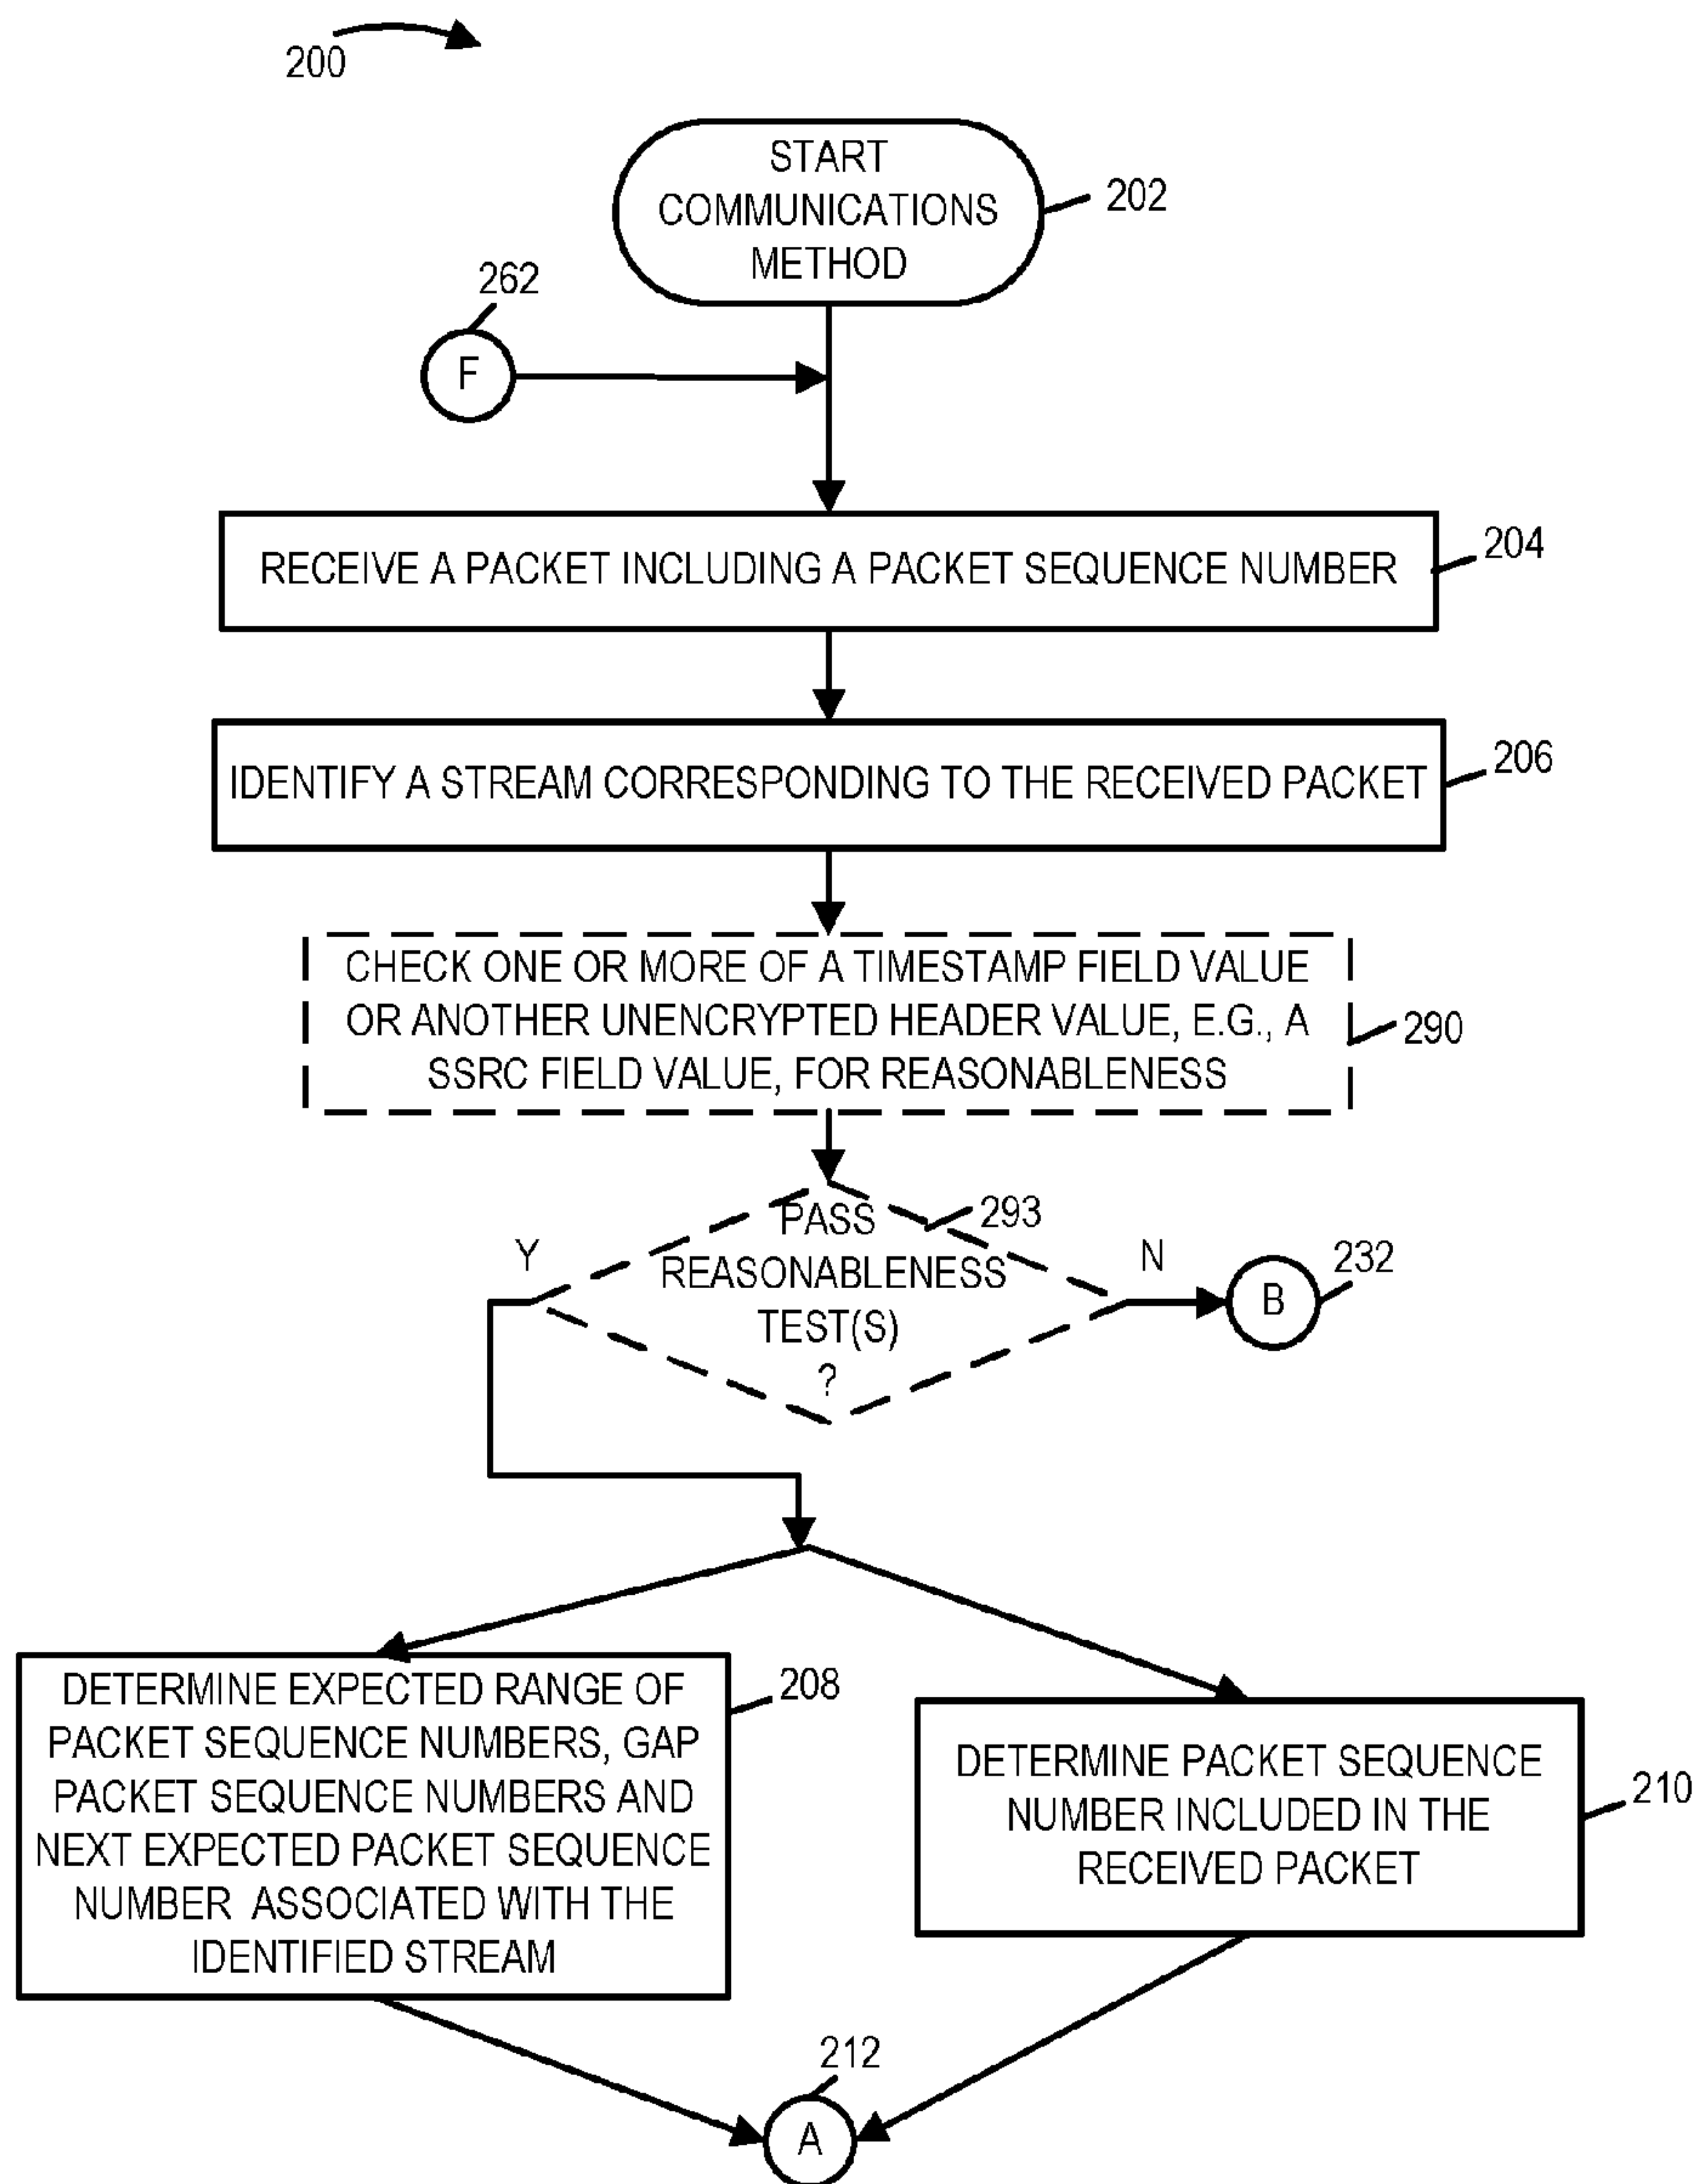 200
START
COMMUNICATIONS
METHOD
202
262
F
RECEIVE A PACKET INCLUDING A PACKET SEQUENCE NUMBER
204
IDENTIFY A STREAM CORRESPONDING TO THE RECEIVED PACKET
206
CHECK ONE OR MORE OF A TIMESTAMP FIELD VALUE
OR ANOTHER UNENCRYPTED HEADER VALUE, E.G., A
SSRC FIELD VALUE, FOR REASONABLENESS
290
PASS
REASONABLENESS
TEST(S)
?
293
Y
N
B
232
DETERMINE EXPECTED RANGE OF
PACKET SEQUENCE NUMBERS, GAP
PACKET SEQUENCE NUMBERS AND
NEXT EXPECTED PACKET SEQUENCE
NUMBER ASSOCIATED WITH THE
IDENTIFIED STREAM
208
DETERMINE PACKET SEQUENCE
NUMBER INCLUDED IN THE
RECEIVED PACKET
210
212
A